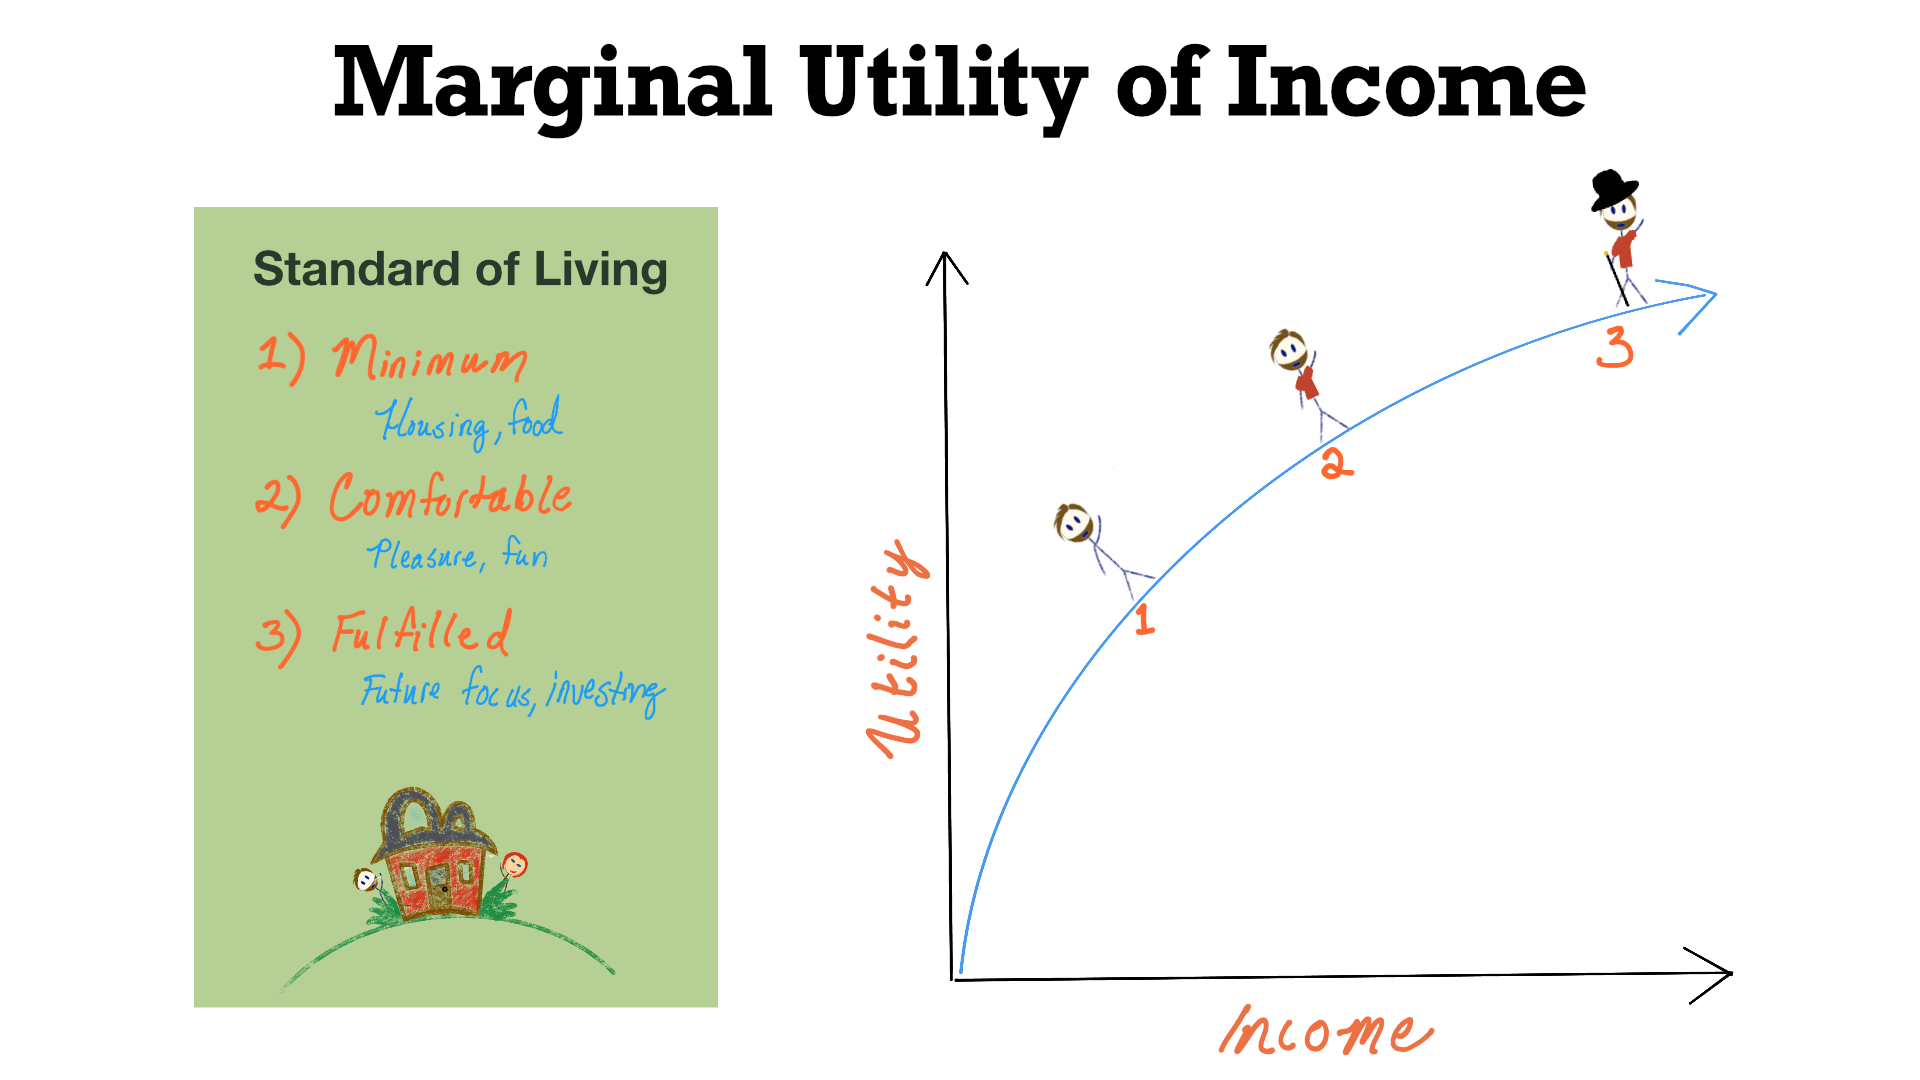 Marginal Utility of Income
Standard of Living
1) Minimum
Housing, food
2) Comfortable
Pleasure, fun
3) Fulfilled
Future focus, investing
Utility
1
2
3
Income